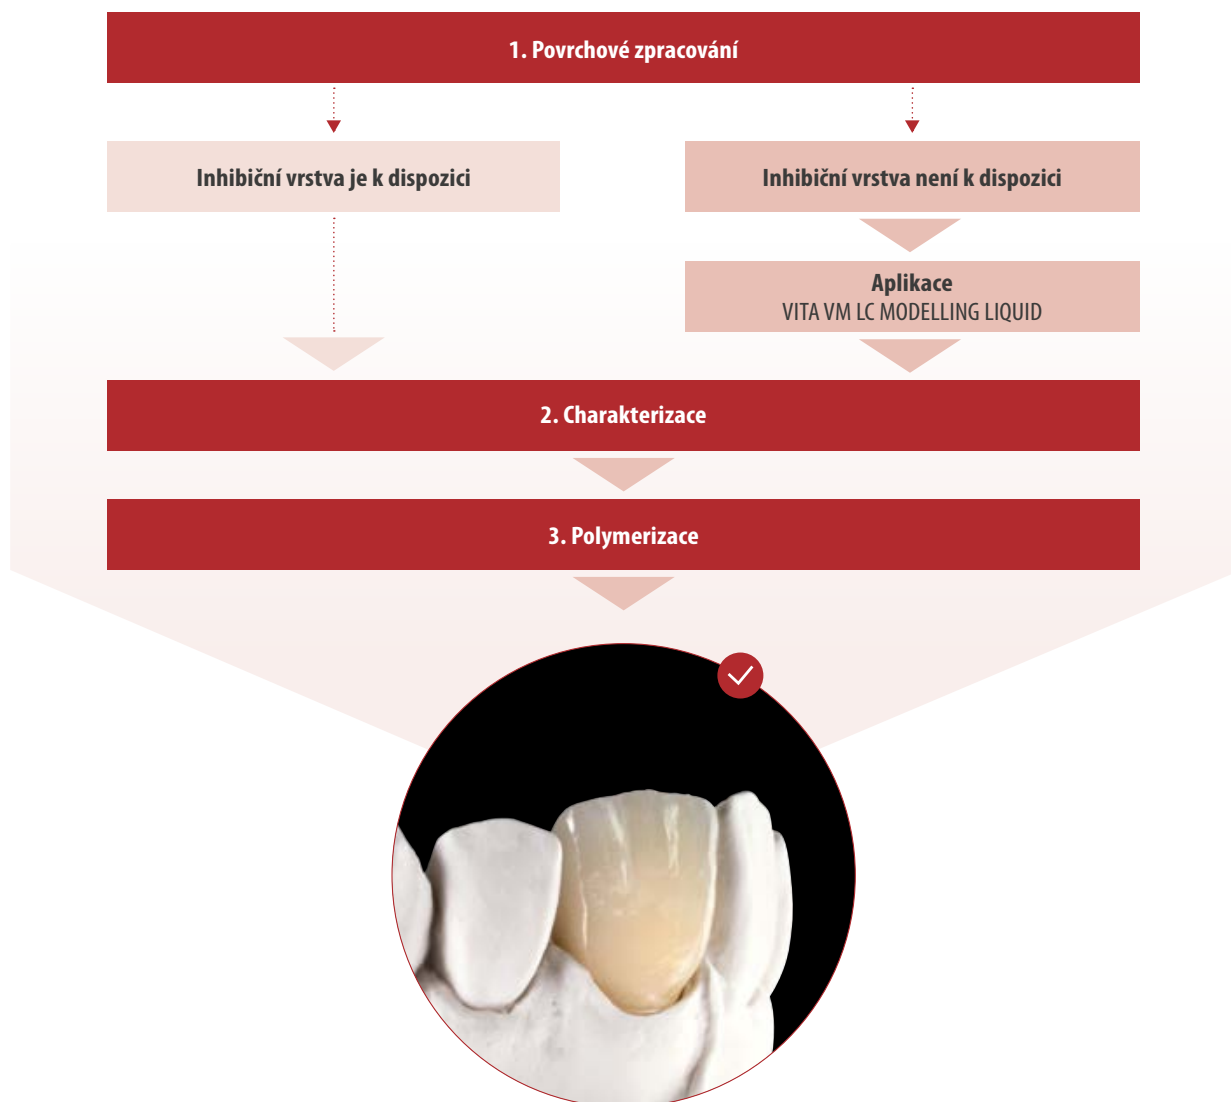 1. Povrchové zpracování
Inhibiční vrstva je k dispozici
Inhibiční vrstva není k dispozici
Aplikace
VITA VM LC MODELLING LIQUID
2. Charakterizace
3. Polymerizace